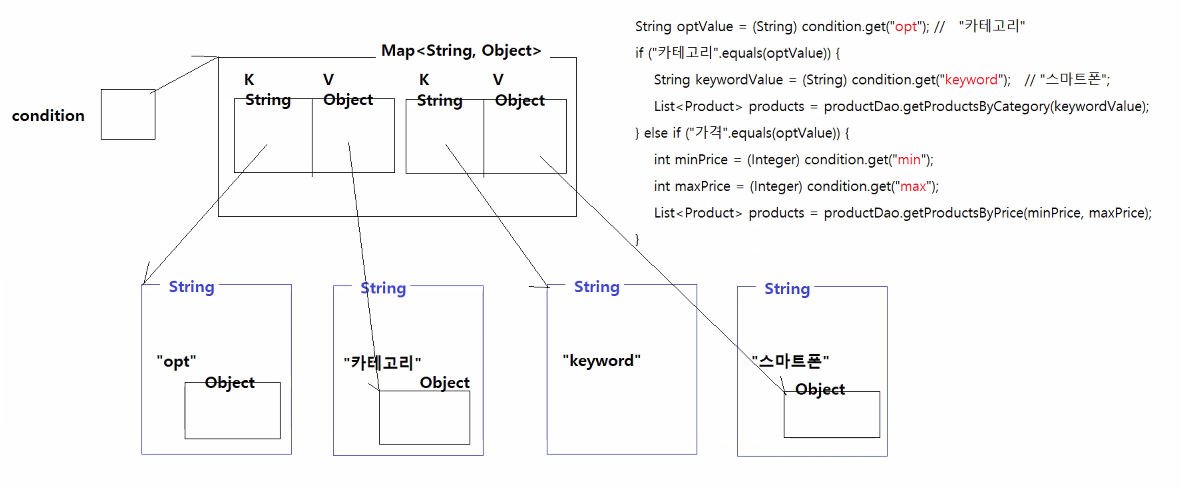 Map<String, Object>
K V K V
String Object String Object
condition
String optValue = (String) condition.get("opt"); // "카테고리"
if ("카테고리".equals(optValue)) {
String keywordValue = (String) condition.get("keyword"); // "스마트폰";
List<Product> products = productDao.getProductsByCategory(keywordValue);
} else if ("가격".equals(optValue)) {
int minPrice = (Integer) condition.get("min");
int maxPrice = (Integer) condition.get("max");
List<Product> products = productDao.getProductsByPrice(minPrice, maxPrice);
}
String
"opt"
Object
String
"카테고리"
Object
String
"keyword"
String
"스마트폰"
Object